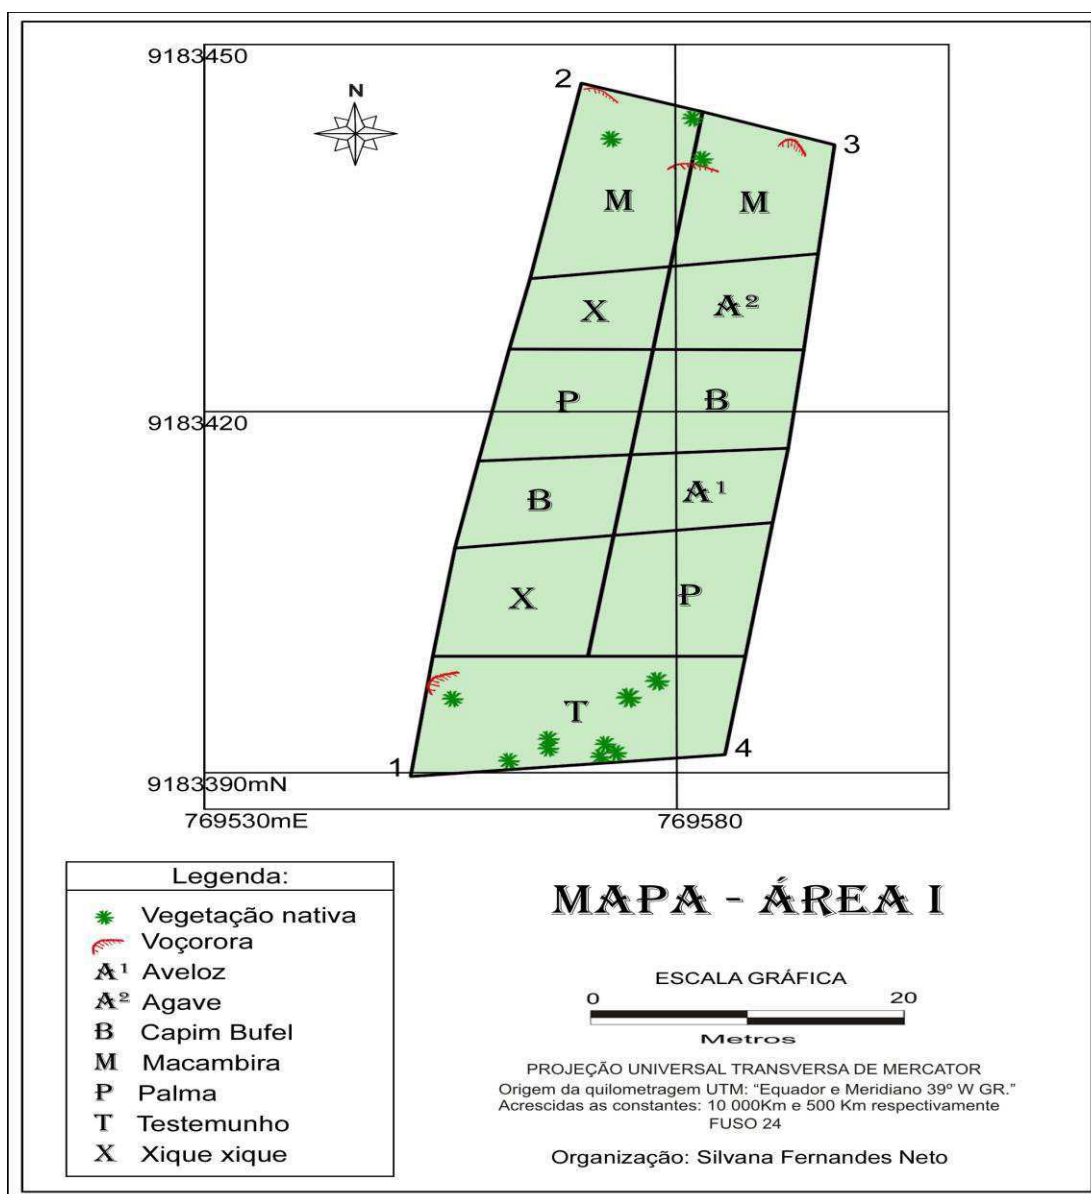 9183450
N
2
3
M
M
X
A²
P
B
9183420
B
A¹
X
P
T
1
4
9183390mN
769530mE
769580
Legenda:
Vegetação nativa
Voçorora
A¹ Aveloz
A² Agave
B Capim Bufel
M Macambira
P Palma
T Testemunho
X Xique xique
MAPA - ÁREA I
ESCALA GRÁFICA
0 20
Metros
PROJEÇÃO UNIVERSAL TRANSVERSA DE MERCATOR
Origem da quilometragem UTM: “Equador e Meridiano 39º W GR.”
Acrescidas as constantes: 10 000Km e 500 Km respectivamente
FUSO 24
Organização: Silvana Fernandes Neto